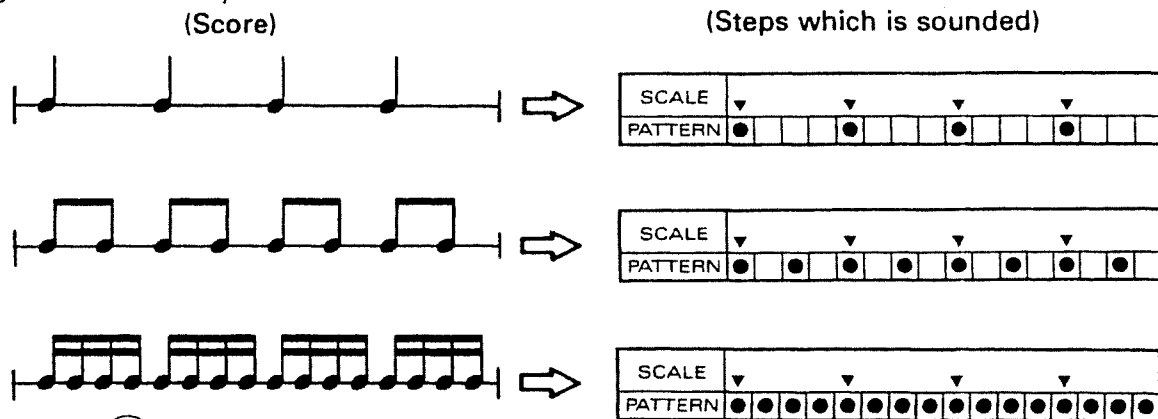 (Score)
(Steps which is sounded)
SCALE
PATTERN
SCALE
PATTERN
SCALE
PATTERN